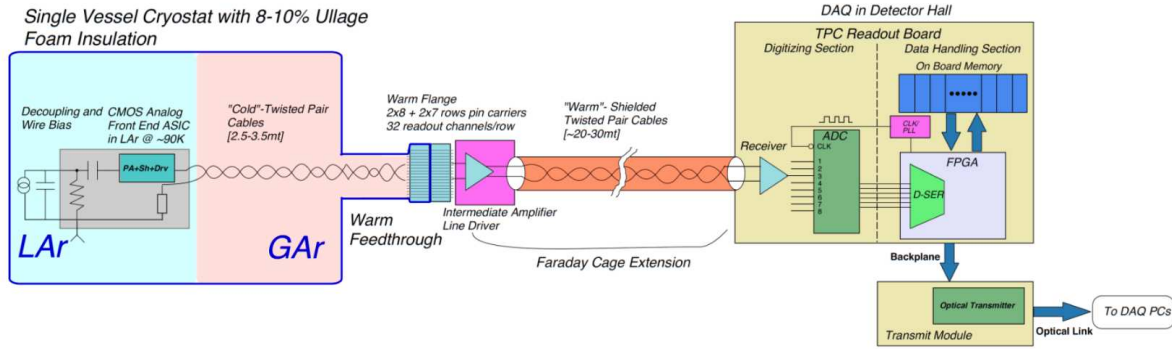 Single Vessel Cryostat with 8-10% Ullage
Foam Insulation
Decoupling and
Wire Bias
CMOS Analog
Front End ASIC
in LAr @ ~90K
"Cold"-Twisted Pair
Cables
[2.5-3.5mt]
PA+Sh+Drv
LAr
GAr
Warm Flange
2x8 + 2x7 rows pin carriers
32 readout channels/row
Warm
Feedthrough
Intermediate Amplifier
Line Driver
"Warm"- Shielded
Twisted Pair Cables
[~20-30mt]
Faraday Cage Extension
DAQ in Detector Hall
TPC Readout Board
Digitizing Section
Data Handling Section
On Board Memory
Receiver
ADC
CLK
1
2
3
4
5
6
7
8
CLK/
PLL
FPGA
D-SER
Backplane
Optical Transmitter
Transmit Module
Optical Link
To DAQ PCs